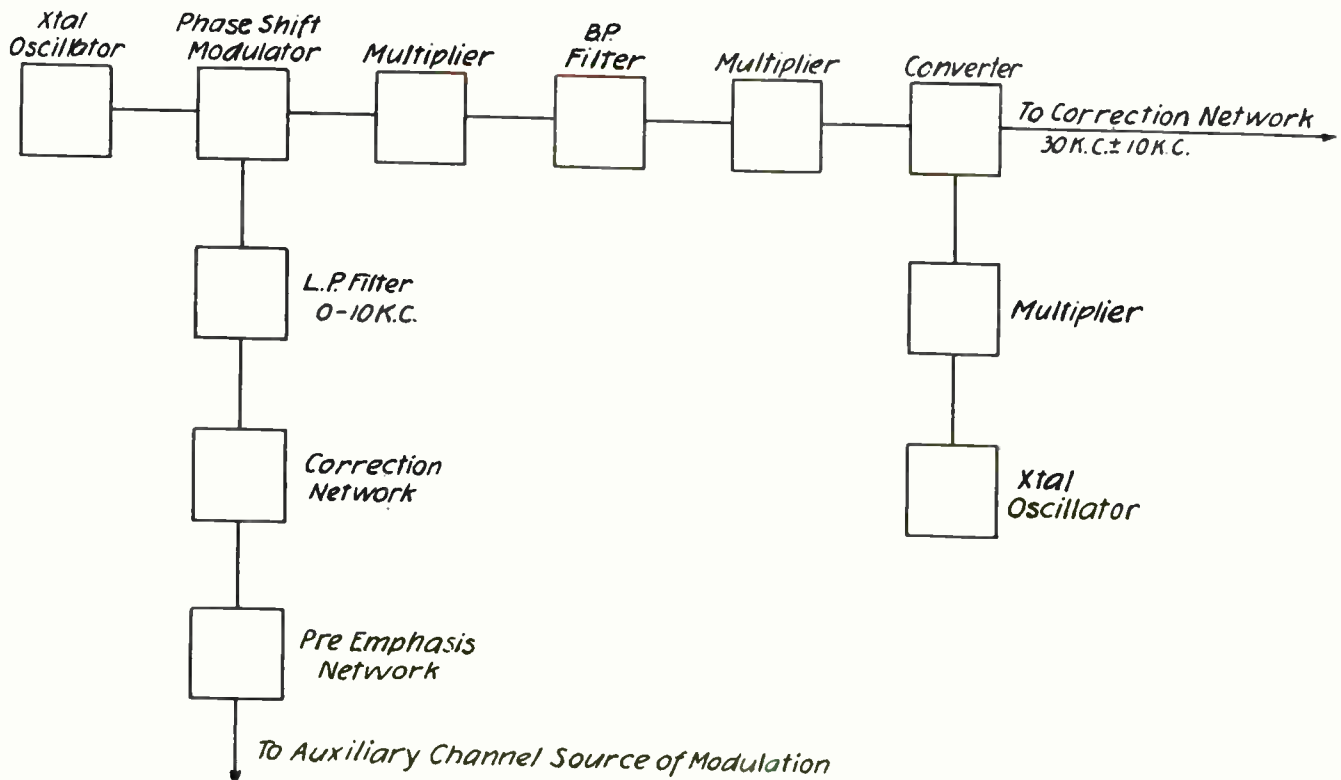 Xtal
Oscillator
Phase Shift
Modulator
Multiplier
B.P.
Filter
Multiplier
Converter
To Correction Network
30 K.C. ± 10 K.C.
L.P. Filter
0-10 K.C.
Multiplier
Correction
Network
Xtal
Oscillator
Pre Emphasis
Network
To Auxiliary Channel Source of Modulation